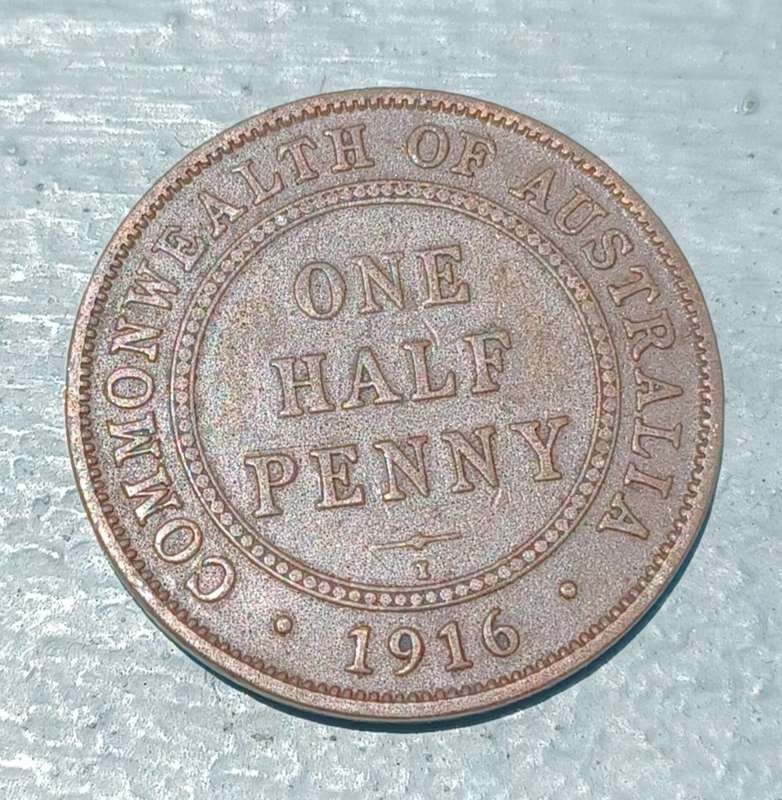 COMMONWEALTH OF AUSTRALIA
ONE
HALF
PENNY
I
1916